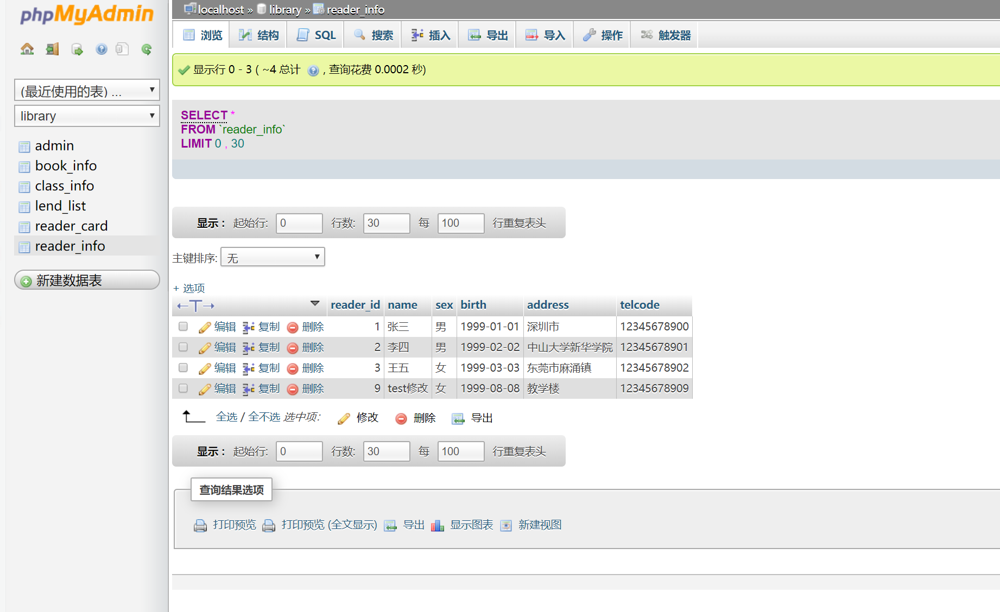 phpMyAdmin
(最近使用的表) ...
library
admin
book_info
class_info
lend_list
reader_card
reader_info
新建数据表
localhost » library » reader_info
浏览 结构 SQL 搜索 插入 导出 导入 操作 触发器
显示行 0 - 3 ( ~4 总计 , 查询花费 0.0002 秒)
SELECT *
FROM `reader_info`
LIMIT 0 , 30
显示 : 起始行: 0 行数: 30 每 100 行重复表头
主键排序: 无
+ 选项
←T→ reader_id name sex birth address telcode
编辑 复制 删除 1 张三 男 1999-01-01 深圳市 12345678900
编辑 复制 删除 2 李四 男 1999-02-02 中山大学新华学院 12345678901
编辑 复制 删除 3 王五 女 1999-03-03 东莞市麻涌镇 12345678902
编辑 复制 删除 9 test修改 女 1999-08-08 教学楼 12345678909
全选 / 全不选 选中项: 修改 删除 导出
显示 : 起始行: 0 行数: 30 每 100 行重复表头
查询结果选项
打印预览 打印预览 (全文显示) 导出 显示图表 新建视图